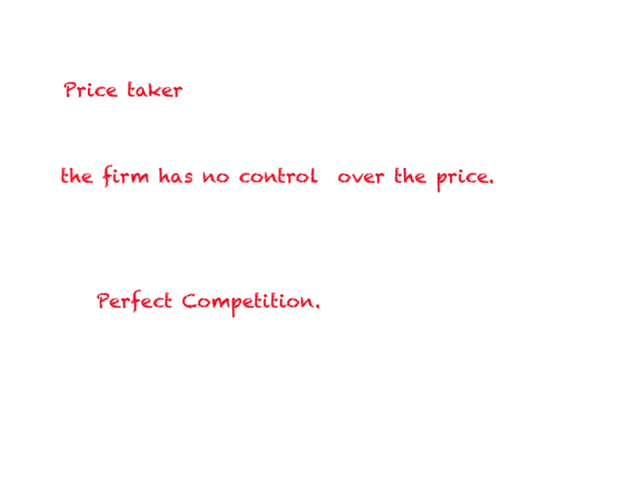 Price taker
the firm has no control over the price.
Perfect Competition.